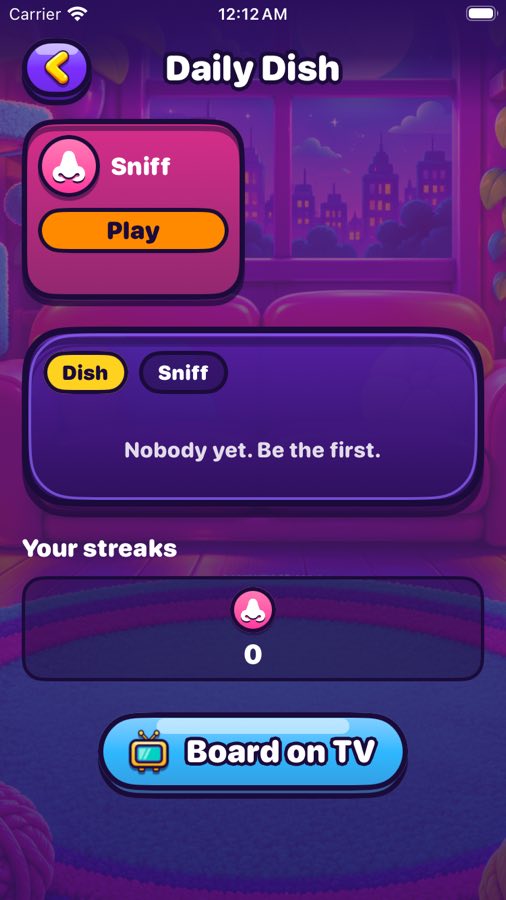 Carrier 12:12 AM
Daily Dish
Sniff
Play
Dish Sniff
Nobody yet. Be the first.
Your streaks
0
Board on TV